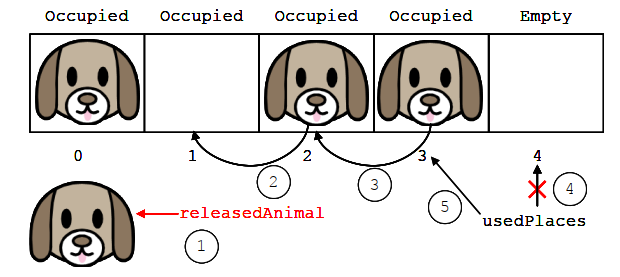 Occupied Occupied Occupied Occupied Empty
0 1 2 3 4
2 3 4
5
releasedAnimal usedPlaces
1